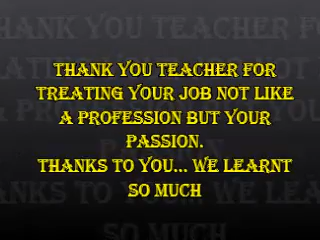 THANK YOU TEACHER FOR
TREATING YOUR JOB NOT LIKE
A PROFESSION BUT YOUR
PASSION.
THANKS TO YOU... WE LEARNT
SO MUCH